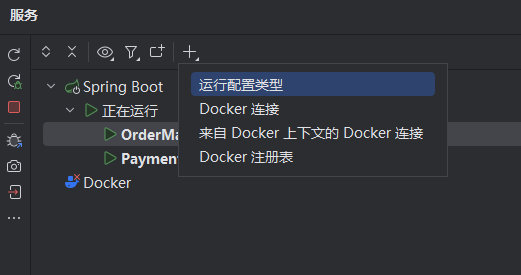 服务
Spring Boot
正在运行
OrderMa
Payment
Docker
运行配置类型
Docker 连接
来自 Docker 上下文的 Docker 连接
Docker 注册表